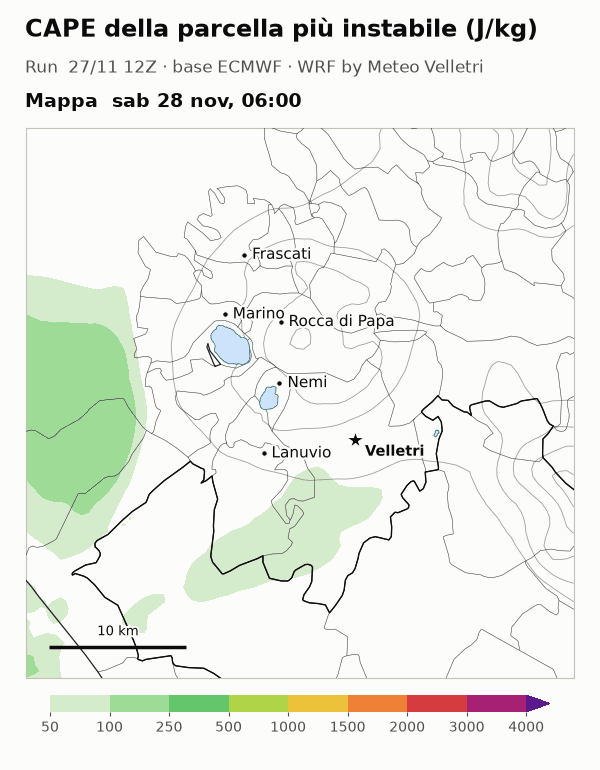 CAPE della parcella più instabile (J/kg)
Run  27/11 12Z · base ECMWF · WRF by Meteo Velletri
Mappa  sab 28 nov, 06:00
Frascati
Marino
Rocca di Papa
Nemi
Velletri
Lanuvio
10 km
50 100 250 500 1000 1500 2000 3000 4000